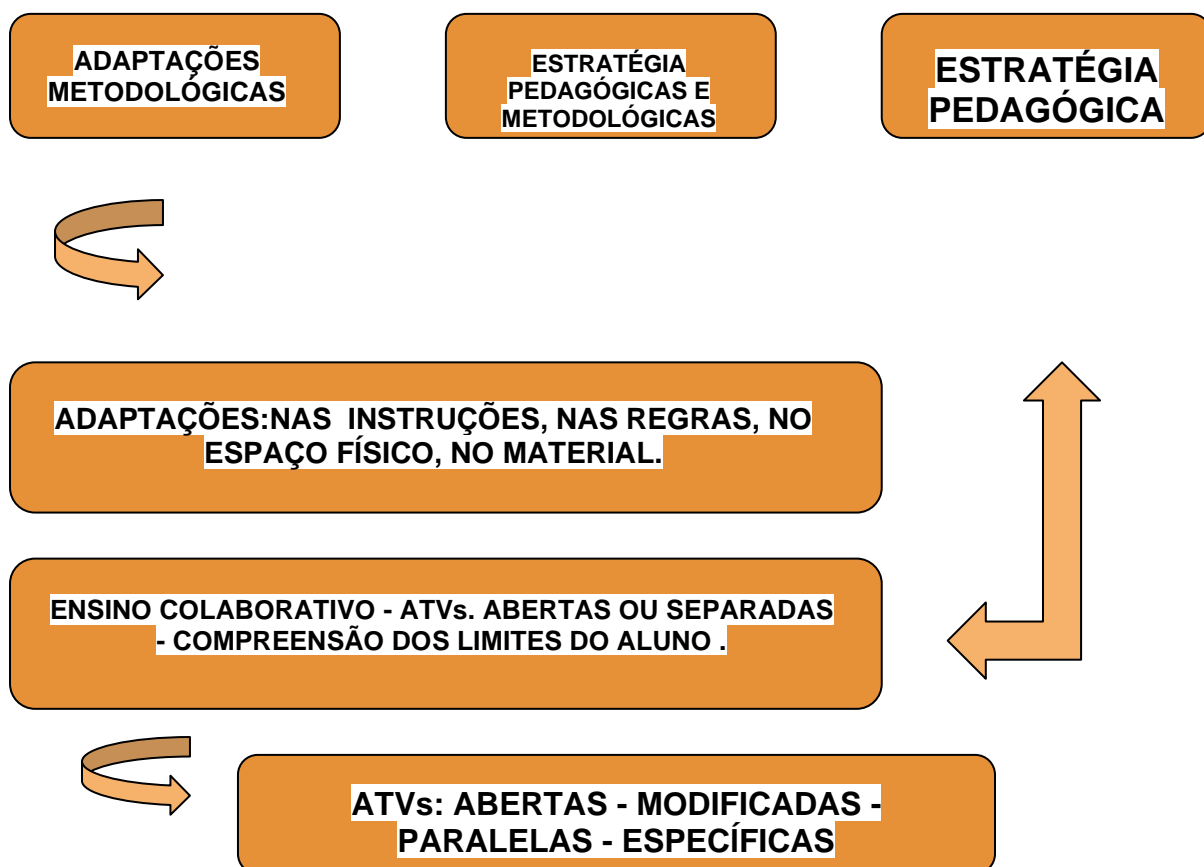 ADAPTAÇÕES
METODOLÓGICAS
ESTRATÉGIA
PEDAGÓGICAS E
METODOLÓGICAS
ESTRATÉGIA
PEDAGÓGICA
ADAPTAÇÕES:NAS INSTRUÇÕES, NAS REGRAS, NO
ESPAÇO FÍSICO, NO MATERIAL.
ENSINO COLABORATIVO - ATVs. ABERTAS OU SEPARADAS
- COMPREENSÃO DOS LIMITES DO ALUNO .
ATVs: ABERTAS - MODIFICADAS -
PARALELAS - ESPECÍFICAS